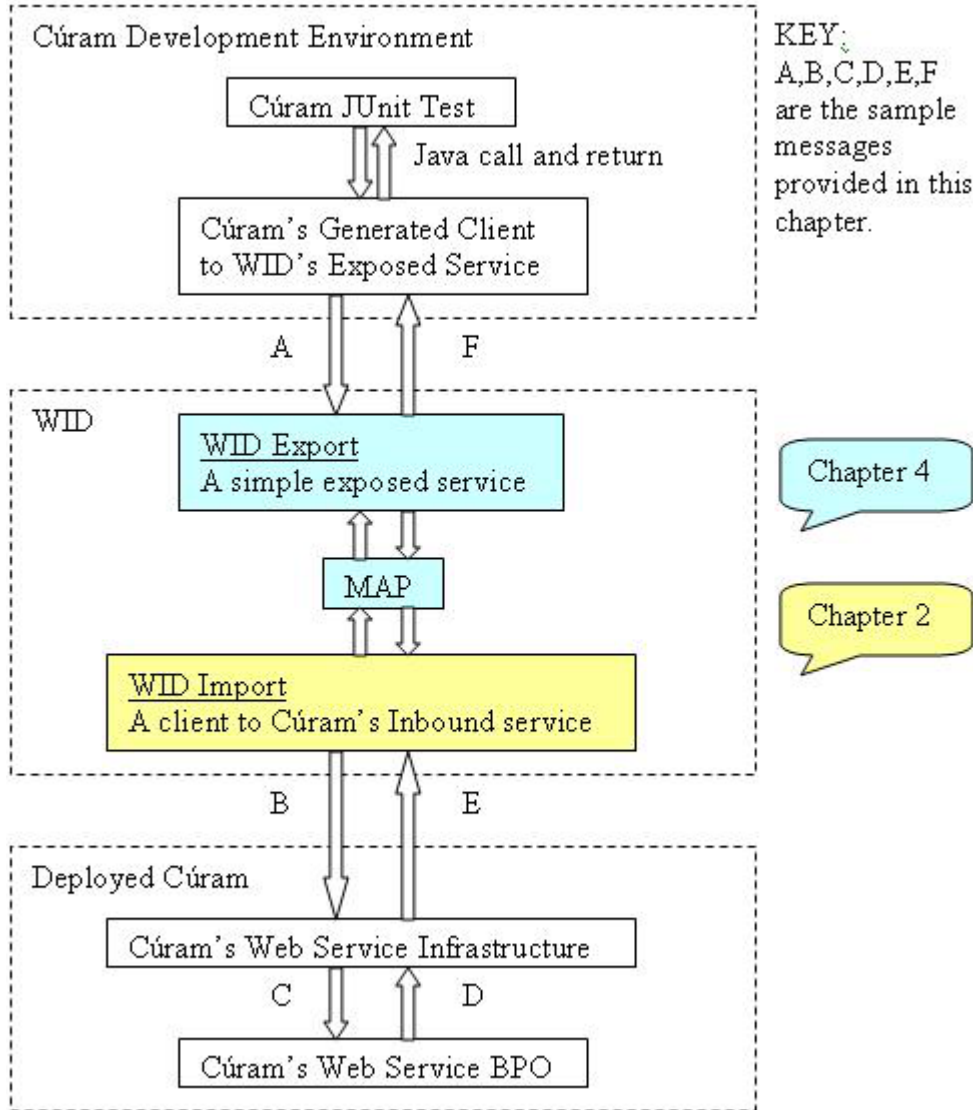 Cúram Development Environment
Cúram JUnit Test
Java call and return
Cúram's Generated Client
to WID's Exposed Service
KEY:
A,B,C,D,E,F
are the sample
messages
provided in this
chapter.
A
F
WID
WID Export
A simple exposed service
MAP
WID Import
A client to Cúram's Inbound service
Chapter 4
Chapter 2
B
E
Deployed Cúram
Cúram's Web Service Infrastructure
C
D
Cúram's Web Service BPO